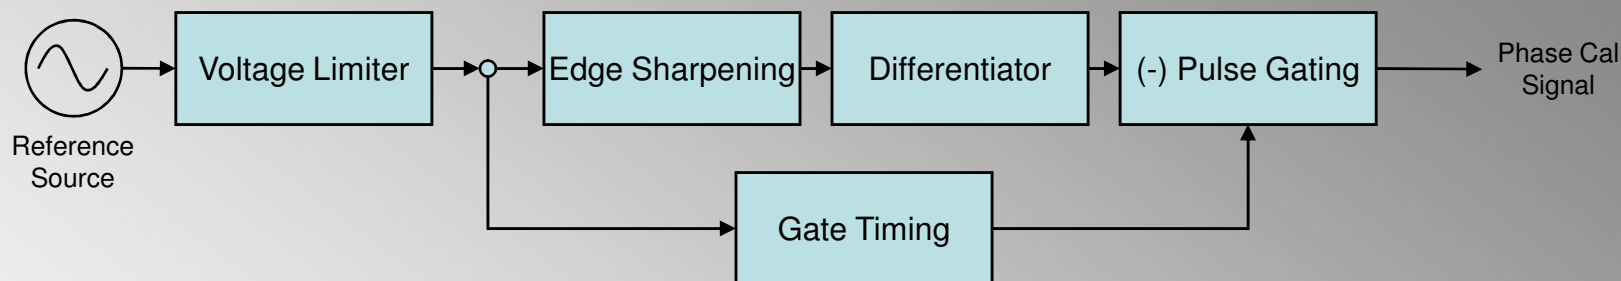 Reference
Source
Voltage Limiter
Edge Sharpening
Differentiator
(-) Pulse Gating
Phase Cal
Signal
Gate Timing